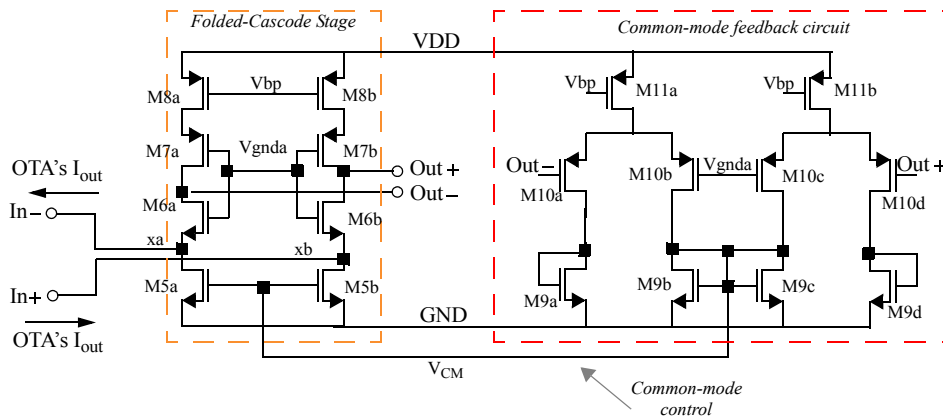 Folded-Cascode Stage
Common-mode feedback circuit
VDD
M8a
Vbp
M8b
Vbp
M11a
Vbp
M11b
M7a
Vgnda
M7b
Out+
Out−
M6a
M6b
OTA's Iout
In−
xa
xb
In+
OTA's Iout
M5a
M5b
GND
VCM
Out−
M10a
M10b
Vgnda
M10c
Out +
M10d
M9a
M9b
M9c
M9d
Common-mode
control